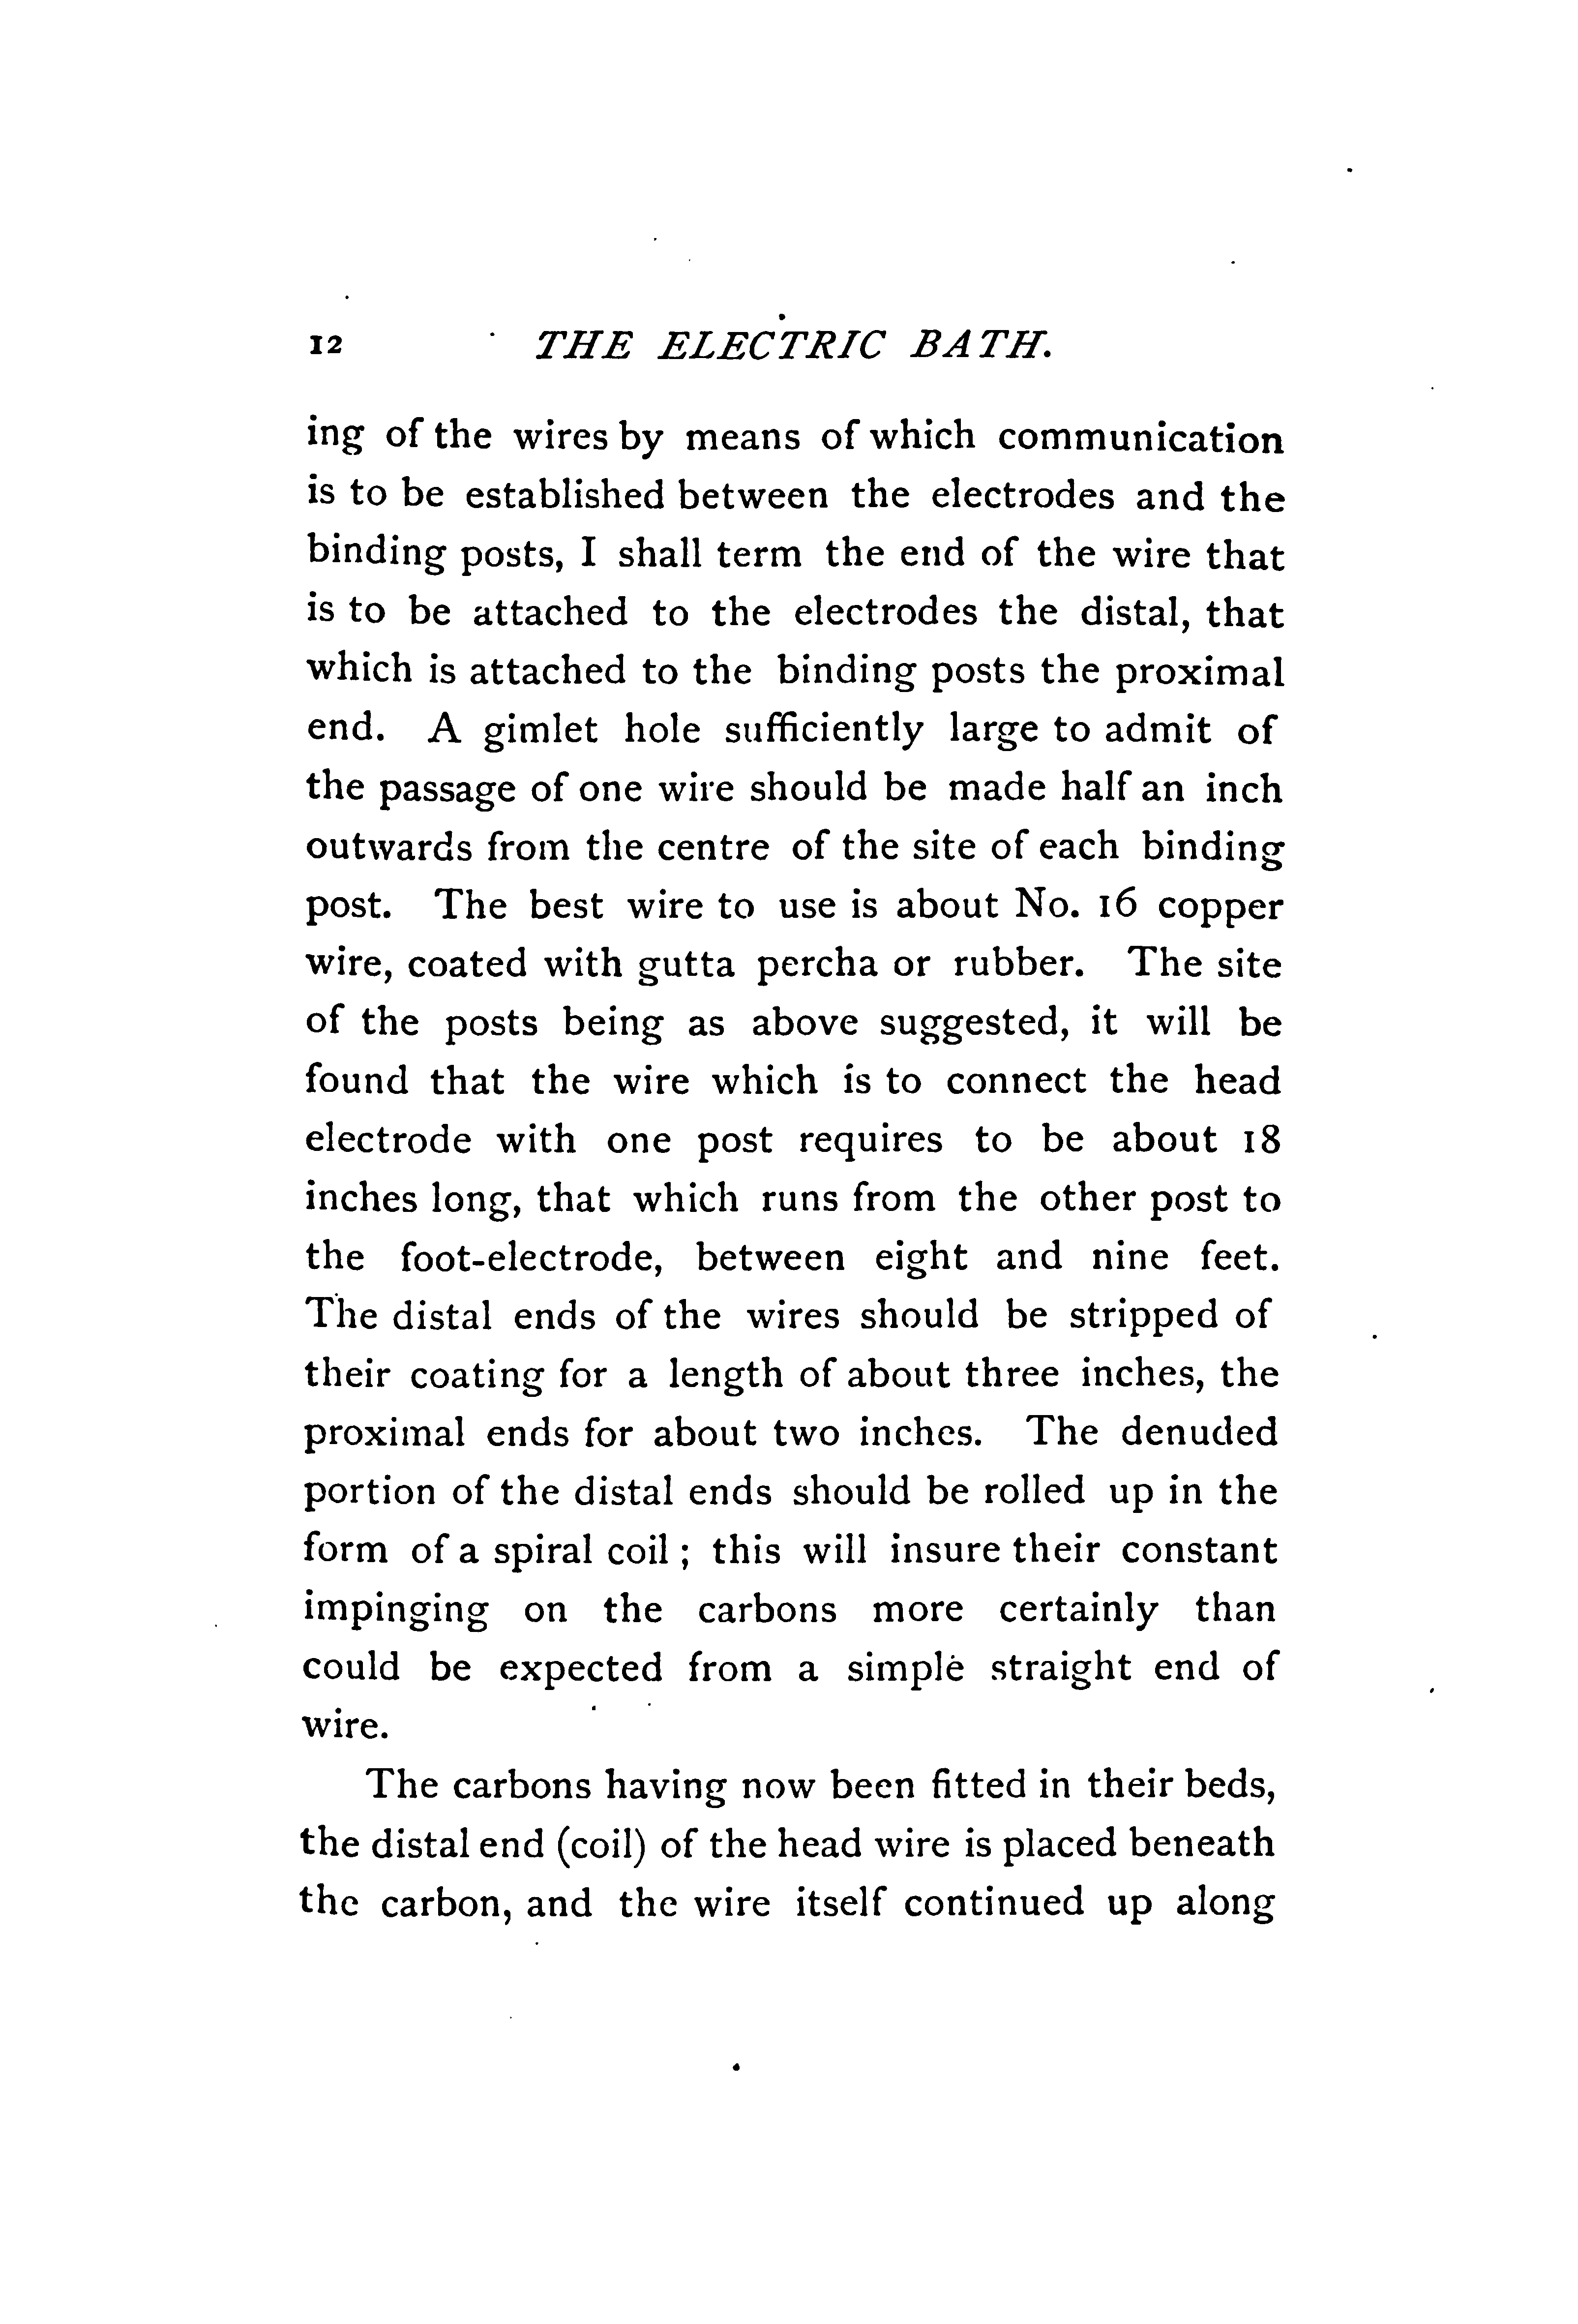 12 THE ELECTRIC BATH.
ing of the wires by means of which communication
is to be established between the electrodes and the
binding posts, I shall term the end of the wire that
is to be attached to the electrodes the distal, that
which is attached to the binding posts the proximal
end. A gimlet hole sufficiently large to admit of
the passage of one wire should be made half an inch
outwards from the centre of the site of each binding
post. The best wire to use is about No. 16 copper
wire, coated with gutta percha or rubber. The site
of the posts being as above suggested, it will be
found that the wire which is to connect the head
electrode with one post requires to be about 18
inches long, that which runs from the other post to
the foot-electrode, between eight and nine feet.
The distal ends of the wires should be stripped of
their coating for a length of about three inches, the
proximal ends for about two inches. The denuded
portion of the distal ends should be rolled up in the
form of a spiral coil ; this will insure their constant
impinging on the carbons more certainly than
could be expected from a simple straight end of
wire.
The carbons having now been fitted in their beds,
the distal end (coil) of the head wire is placed beneath
the carbon, and the wire itself continued up along